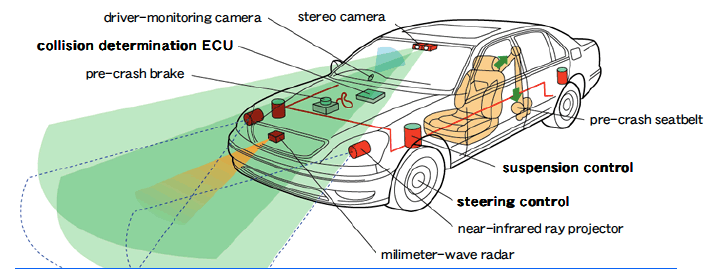 driver-monitoring camera
stereo camera
collision determination ECU
pre-crash brake
pre-crash seatbelt
suspension control
steering control
near-infrared ray projector
milimeter-wave radar